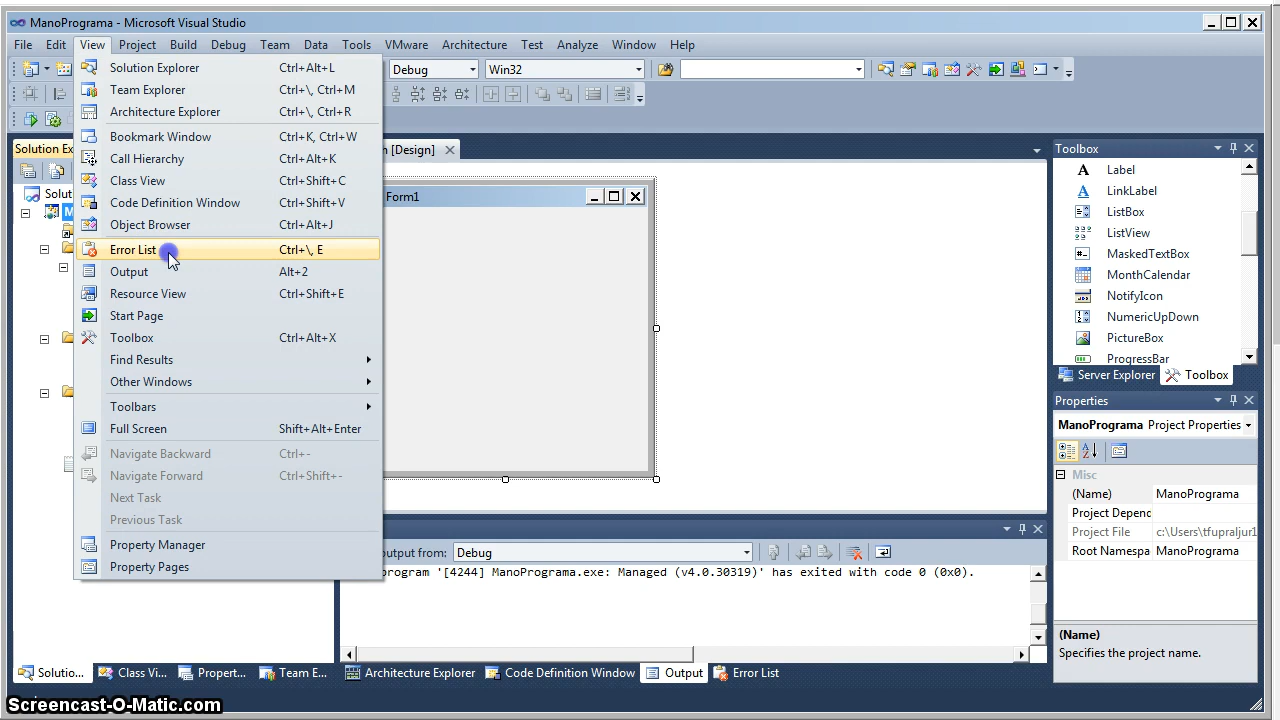 ManoPrograma - Microsoft Visual Studio
File Edit View Project Build Debug Team Data Tools VMware Architecture Test Analyze Window Help
Debug Win32
Solution Explorer Ctrl+Alt+L
Team Explorer Ctrl+\, Ctrl+M
Architecture Explorer Ctrl+\, Ctrl+R
Bookmark Window Ctrl+K, Ctrl+W
Call Hierarchy Ctrl+Alt+K
Class View Ctrl+Shift+C
Code Definition Window Ctrl+Shift+V
Object Browser Ctrl+Alt+J
Error List Ctrl+\, E
Output Alt+2
Resource View Ctrl+Shift+E
Start Page
Toolbox Ctrl+Alt+X
Find Results
Other Windows
Toolbars
Full Screen Shift+Alt+Enter
Navigate Backward Ctrl+-
Navigate Forward Ctrl+Shift+-
Next Task
Previous Task
Property Manager
Property Pages
Solution Ex
Solut
[Design]
Form1
Toolbox
Label
LinkLabel
ListBox
ListView
MaskedTextBox
MonthCalendar
NotifyIcon
NumericUpDown
PictureBox
ProgressBar
Server Explorer Toolbox
Properties
ManoPrograma Project Properties
Misc
(Name) ManoPrograma
Project Depend
Project File c:\Users\tfupraljur1
Root Namespa ManoPrograma
(Name)
Specifies the project name.
utput from: Debug
rogram '[4244] ManoPrograma.exe: Managed (v4.0.30319)' has exited with code 0 (0x0).
Solutio... Class Vi... Propert... Team E... Architecture Explorer Code Definition Window Output Error List
Screencast-O-Matic.com